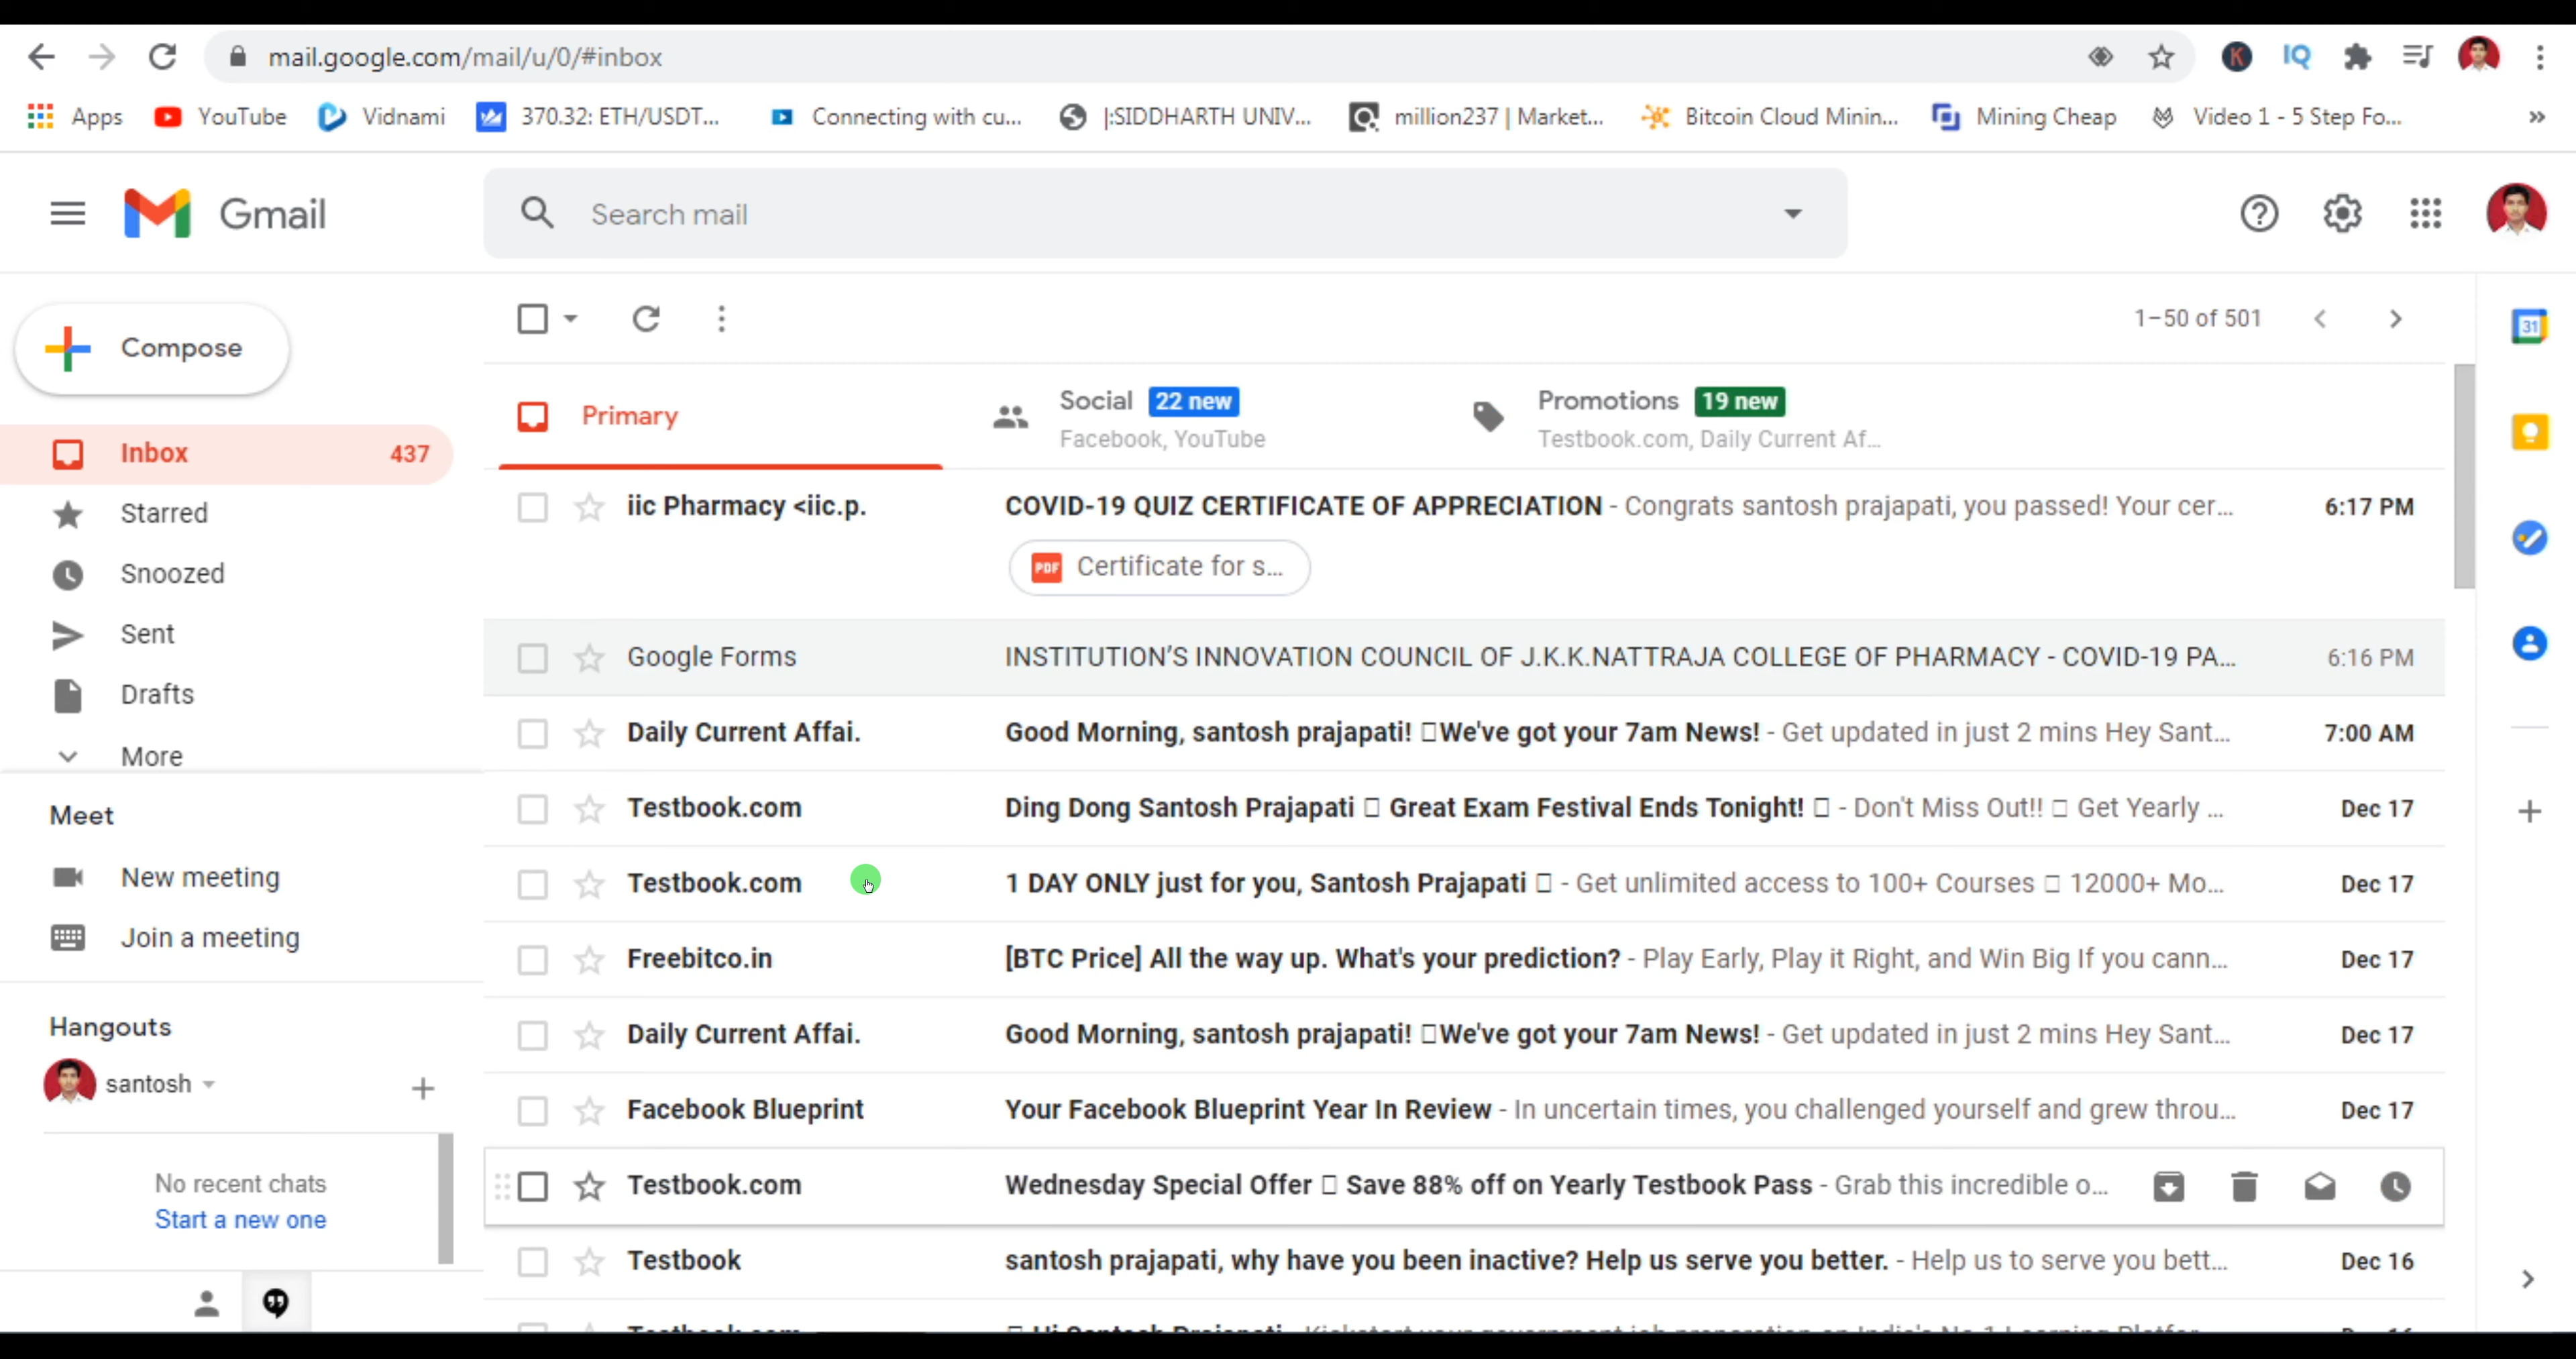 mail.google.com/mail/u/0/#inbox
K
IQ
Apps
YouTube
Vidnami
370.32: ETH/USDT...
Connecting with cu...
|:SIDDHARTH UNIV...
million237 | Market...
Bitcoin Cloud Minin...
Mining Cheap
Video 1 - 5 Step Fo...
»
Gmail
Search mail
Compose
1–50 of 501
31
Primary
Social 22 new
Facebook, YouTube
Promotions 19 new
Testbook.com, Daily Current Af...
Inbox 437
Starred
Snoozed
Sent
Drafts
More
Meet
New meeting
Join a meeting
Hangouts
santosh
No recent chats
Start a new one
iic Pharmacy <iic.p. COVID-19 QUIZ CERTIFICATE OF APPRECIATION - Congrats santosh prajapati, you passed! Your cer... 6:17 PM
PDF Certificate for s...
Google Forms INSTITUTION’S INNOVATION COUNCIL OF J.K.K.NATTRAJA COLLEGE OF PHARMACY - COVID-19 PA... 6:16 PM
Daily Current Affai. Good Morning, santosh prajapati! We've got your 7am News! - Get updated in just 2 mins Hey Sant... 7:00 AM
Testbook.com Ding Dong Santosh Prajapati Great Exam Festival Ends Tonight! - Don't Miss Out!! Get Yearly ... Dec 17
Testbook.com 1 DAY ONLY just for you, Santosh Prajapati - Get unlimited access to 100+ Courses 12000+ Mo... Dec 17
Freebitco.in [BTC Price] All the way up. What's your prediction? - Play Early, Play it Right, and Win Big If you cann... Dec 17
Daily Current Affai. Good Morning, santosh prajapati! We've got your 7am News! - Get updated in just 2 mins Hey Sant... Dec 17
Facebook Blueprint Your Facebook Blueprint Year In Review - In uncertain times, you challenged yourself and grew throu... Dec 17
Testbook.com Wednesday Special Offer Save 88% off on Yearly Testbook Pass - Grab this incredible o...
Testbook santosh prajapati, why have you been inactive? Help us serve you better. - Help us to serve you bett... Dec 16
Testbook.com Hi Santosh Prajapati